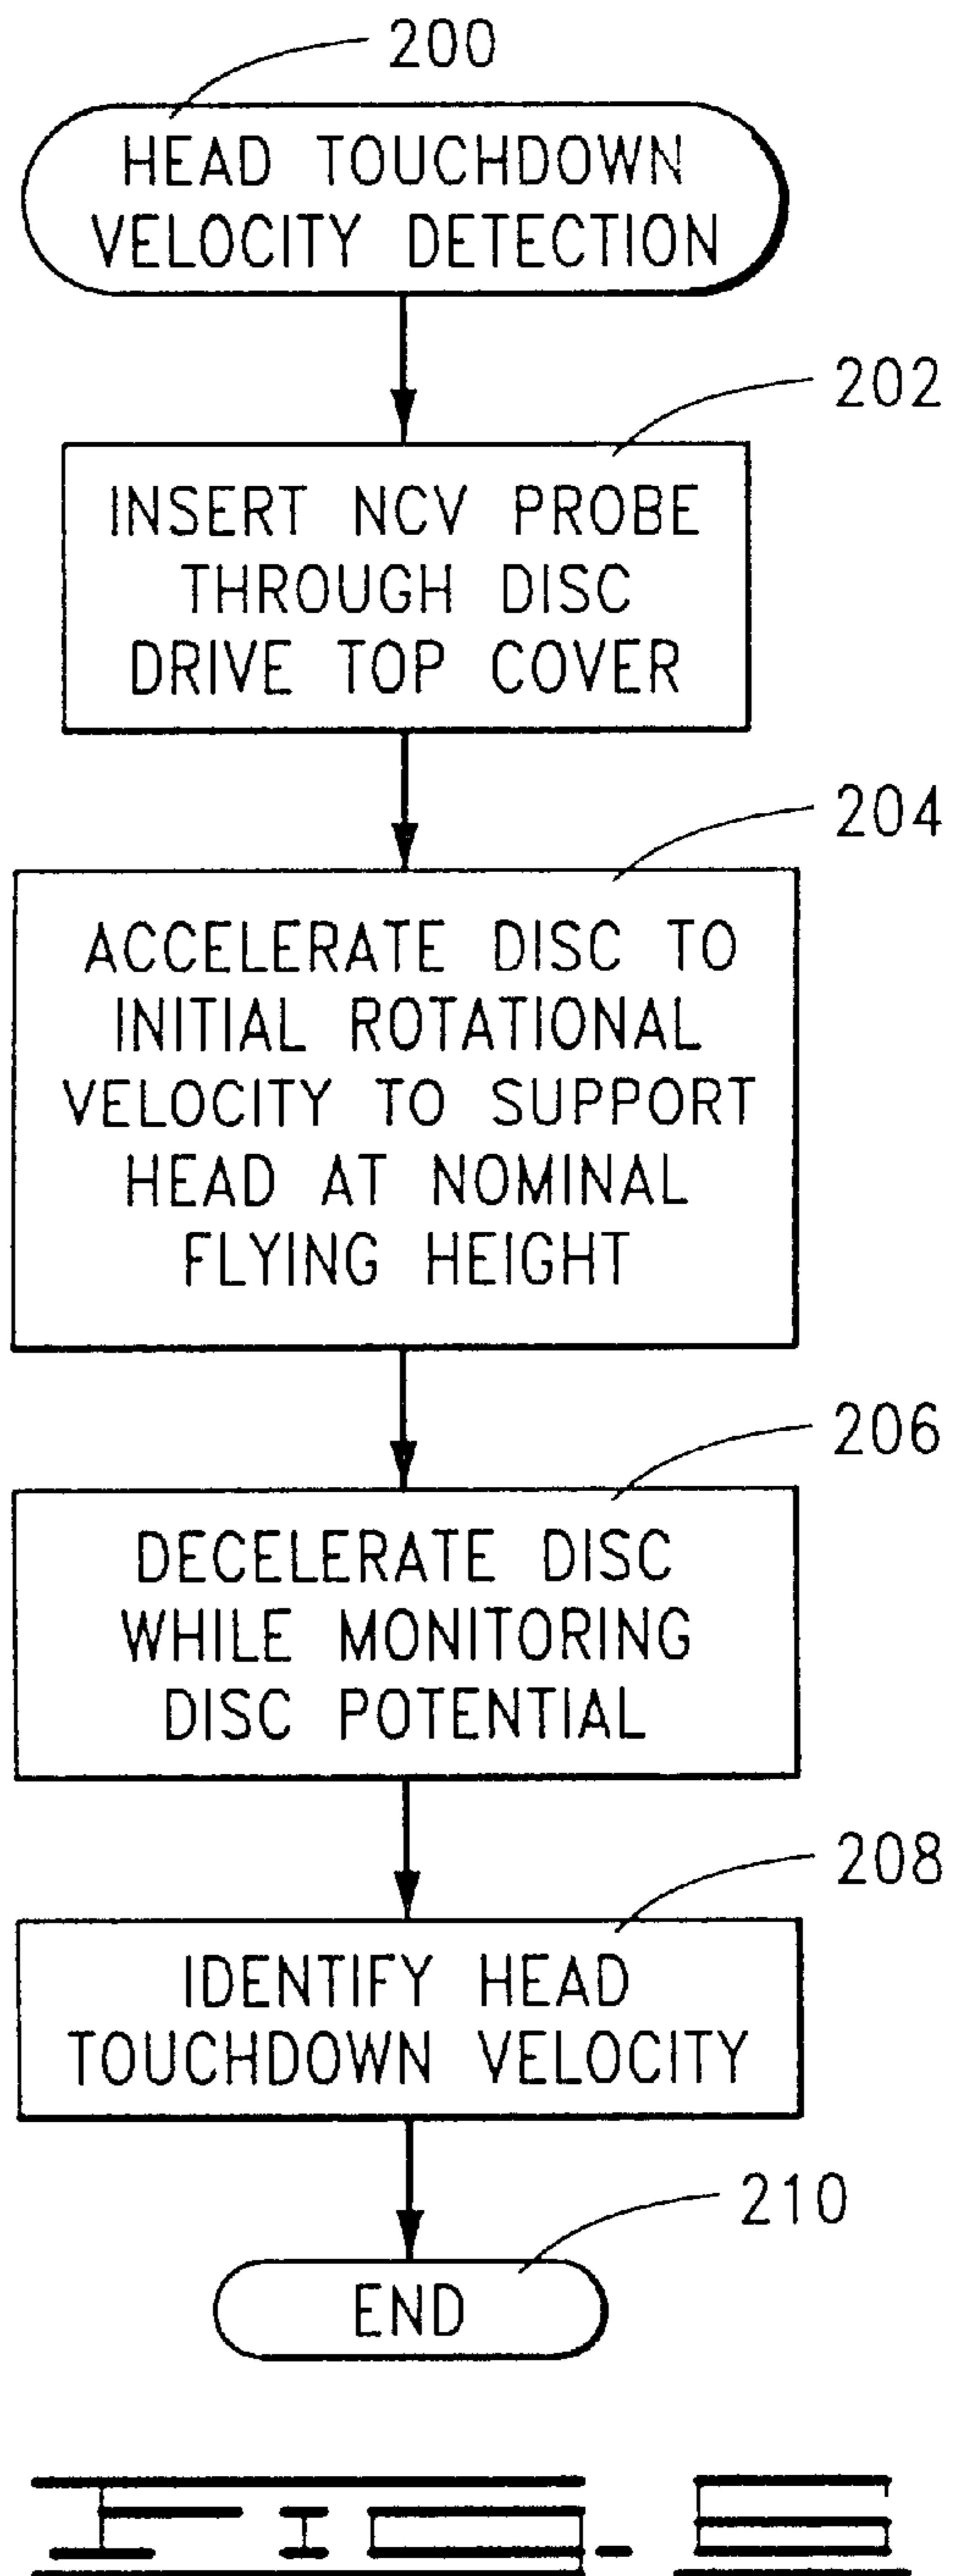 200
HEAD TOUCHDOWN
VELOCITY DETECTION
202
INSERT NCV PROBE
THROUGH DISC
DRIVE TOP COVER
204
ACCELERATE DISC TO
INITIAL ROTATIONAL
VELOCITY TO SUPPORT
HEAD AT NOMINAL
FLYING HEIGHT
206
DECELERATE DISC
WHILE MONITORING
DISC POTENTIAL
208
IDENTIFY HEAD
TOUCHDOWN VELOCITY
210
END